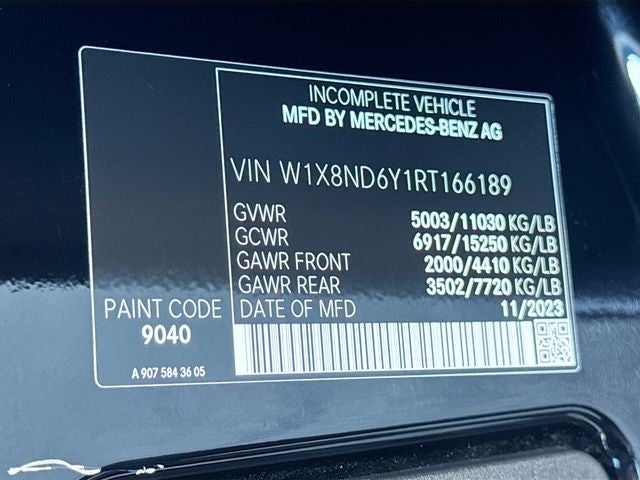 INCOMPLETE VEHICLE
MFD BY MERCEDES-BENZ AG
VIN W1X8ND6Y1RT166189
GVWR 5003/11030 KG/LB
GCWR 6917/15250 KG/LB
GAWR FRONT 2000/4410 KG/LB
GAWR REAR 3502/7720 KG/LB
DATE OF MFD 11/2023
PAINT CODE
9040
A 907 584 36 05